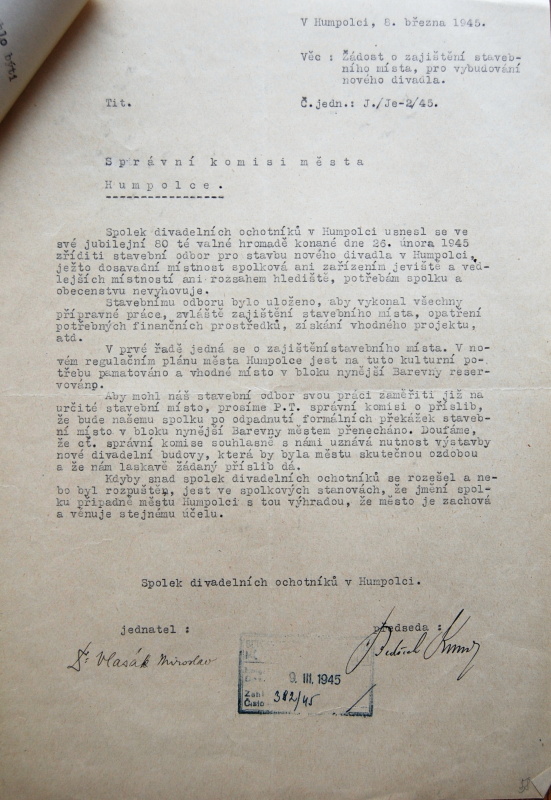 V Humpolci, 8. března 1945.
Věc : Žádost o zajištění staveb-
ního místa, pro vybudování
nového divadla.
Tit.
Č.jedn.: J./Je-2/45.
Správní komisi města
Humpolce.
Spolek divadelních ochotníků v Humpolci usnesl se ve
své jubilejní 80 té valné hromadě konané dne 26. února 1945
zříditi stavební odbor pro stavbu nového divadla v Humpolci,
ježto dosavadní místnost spolková ani zařízením jeviště a ved-
lejších místností ani rozsahem hlediště, potřebám spolku a
obecenstvu nevyhovuje.
Stavebnímu odboru bylo uloženo, aby vykonal všechny
přípravné práce, zvláště zajištění stavebního místa, opatření
potřebných finančních prostředků, získání vhodného projektu,
atd.
V prvé řadě jedná se o zajištění stavebního místa. V no-
vém regulačním plánu města Humpolce jest na tuto kulturní po-
třebu pamatováno a vhodné místo v bloku nynější Barevny reser-
vováno.
Aby mohl náš stavební odbor svou práci zaměřiti již na
určité stavební místo, prosíme P.T. správní komisi o příslib,
že bude našemu spolku po odpadnutí formálních překážek staveb-
ní místo v bloku nynější Barevny městem přenecháno. Doufáme,
že ct. správní komise souhlasně s námi uznává nutnost výstavby
nové divadelní budovy, která by byla městu skutečnou ozdobou
a že nám laskavě žádaný příslib dá.
Kdyby snad spolek divadelních ochotníků se rozešel a ne-
bo byl rozpuštěn, jest ve spolkových stanovách, že jmění spol-
ku připadne městu Humpolci s tou výhradou, že město je zachová
a věnuje stejnému účelu.
Spolek divadelních ochotníků v Humpolci.
jednatel :
předseda :
Dr Vlasák Miroslav
9. III. 1945
Číslo 382/45